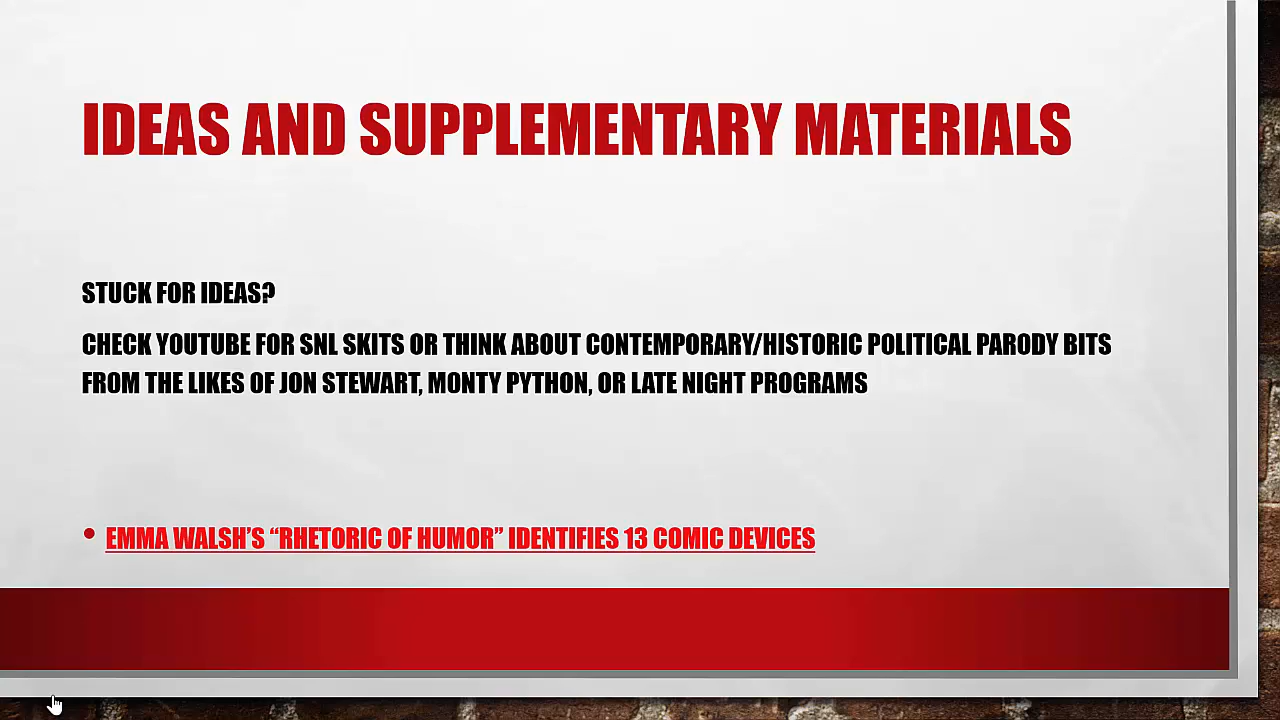 IDEAS AND SUPPLEMENTARY MATERIALS
STUCK FOR IDEAS?
CHECK YOUTUBE FOR SNL SKITS OR THINK ABOUT CONTEMPORARY/HISTORIC POLITICAL PARODY BITS
FROM THE LIKES OF JON STEWART, MONTY PYTHON, OR LATE NIGHT PROGRAMS
• EMMA WALSH’S “RHETORIC OF HUMOR” IDENTIFIES 13 COMIC DEVICES